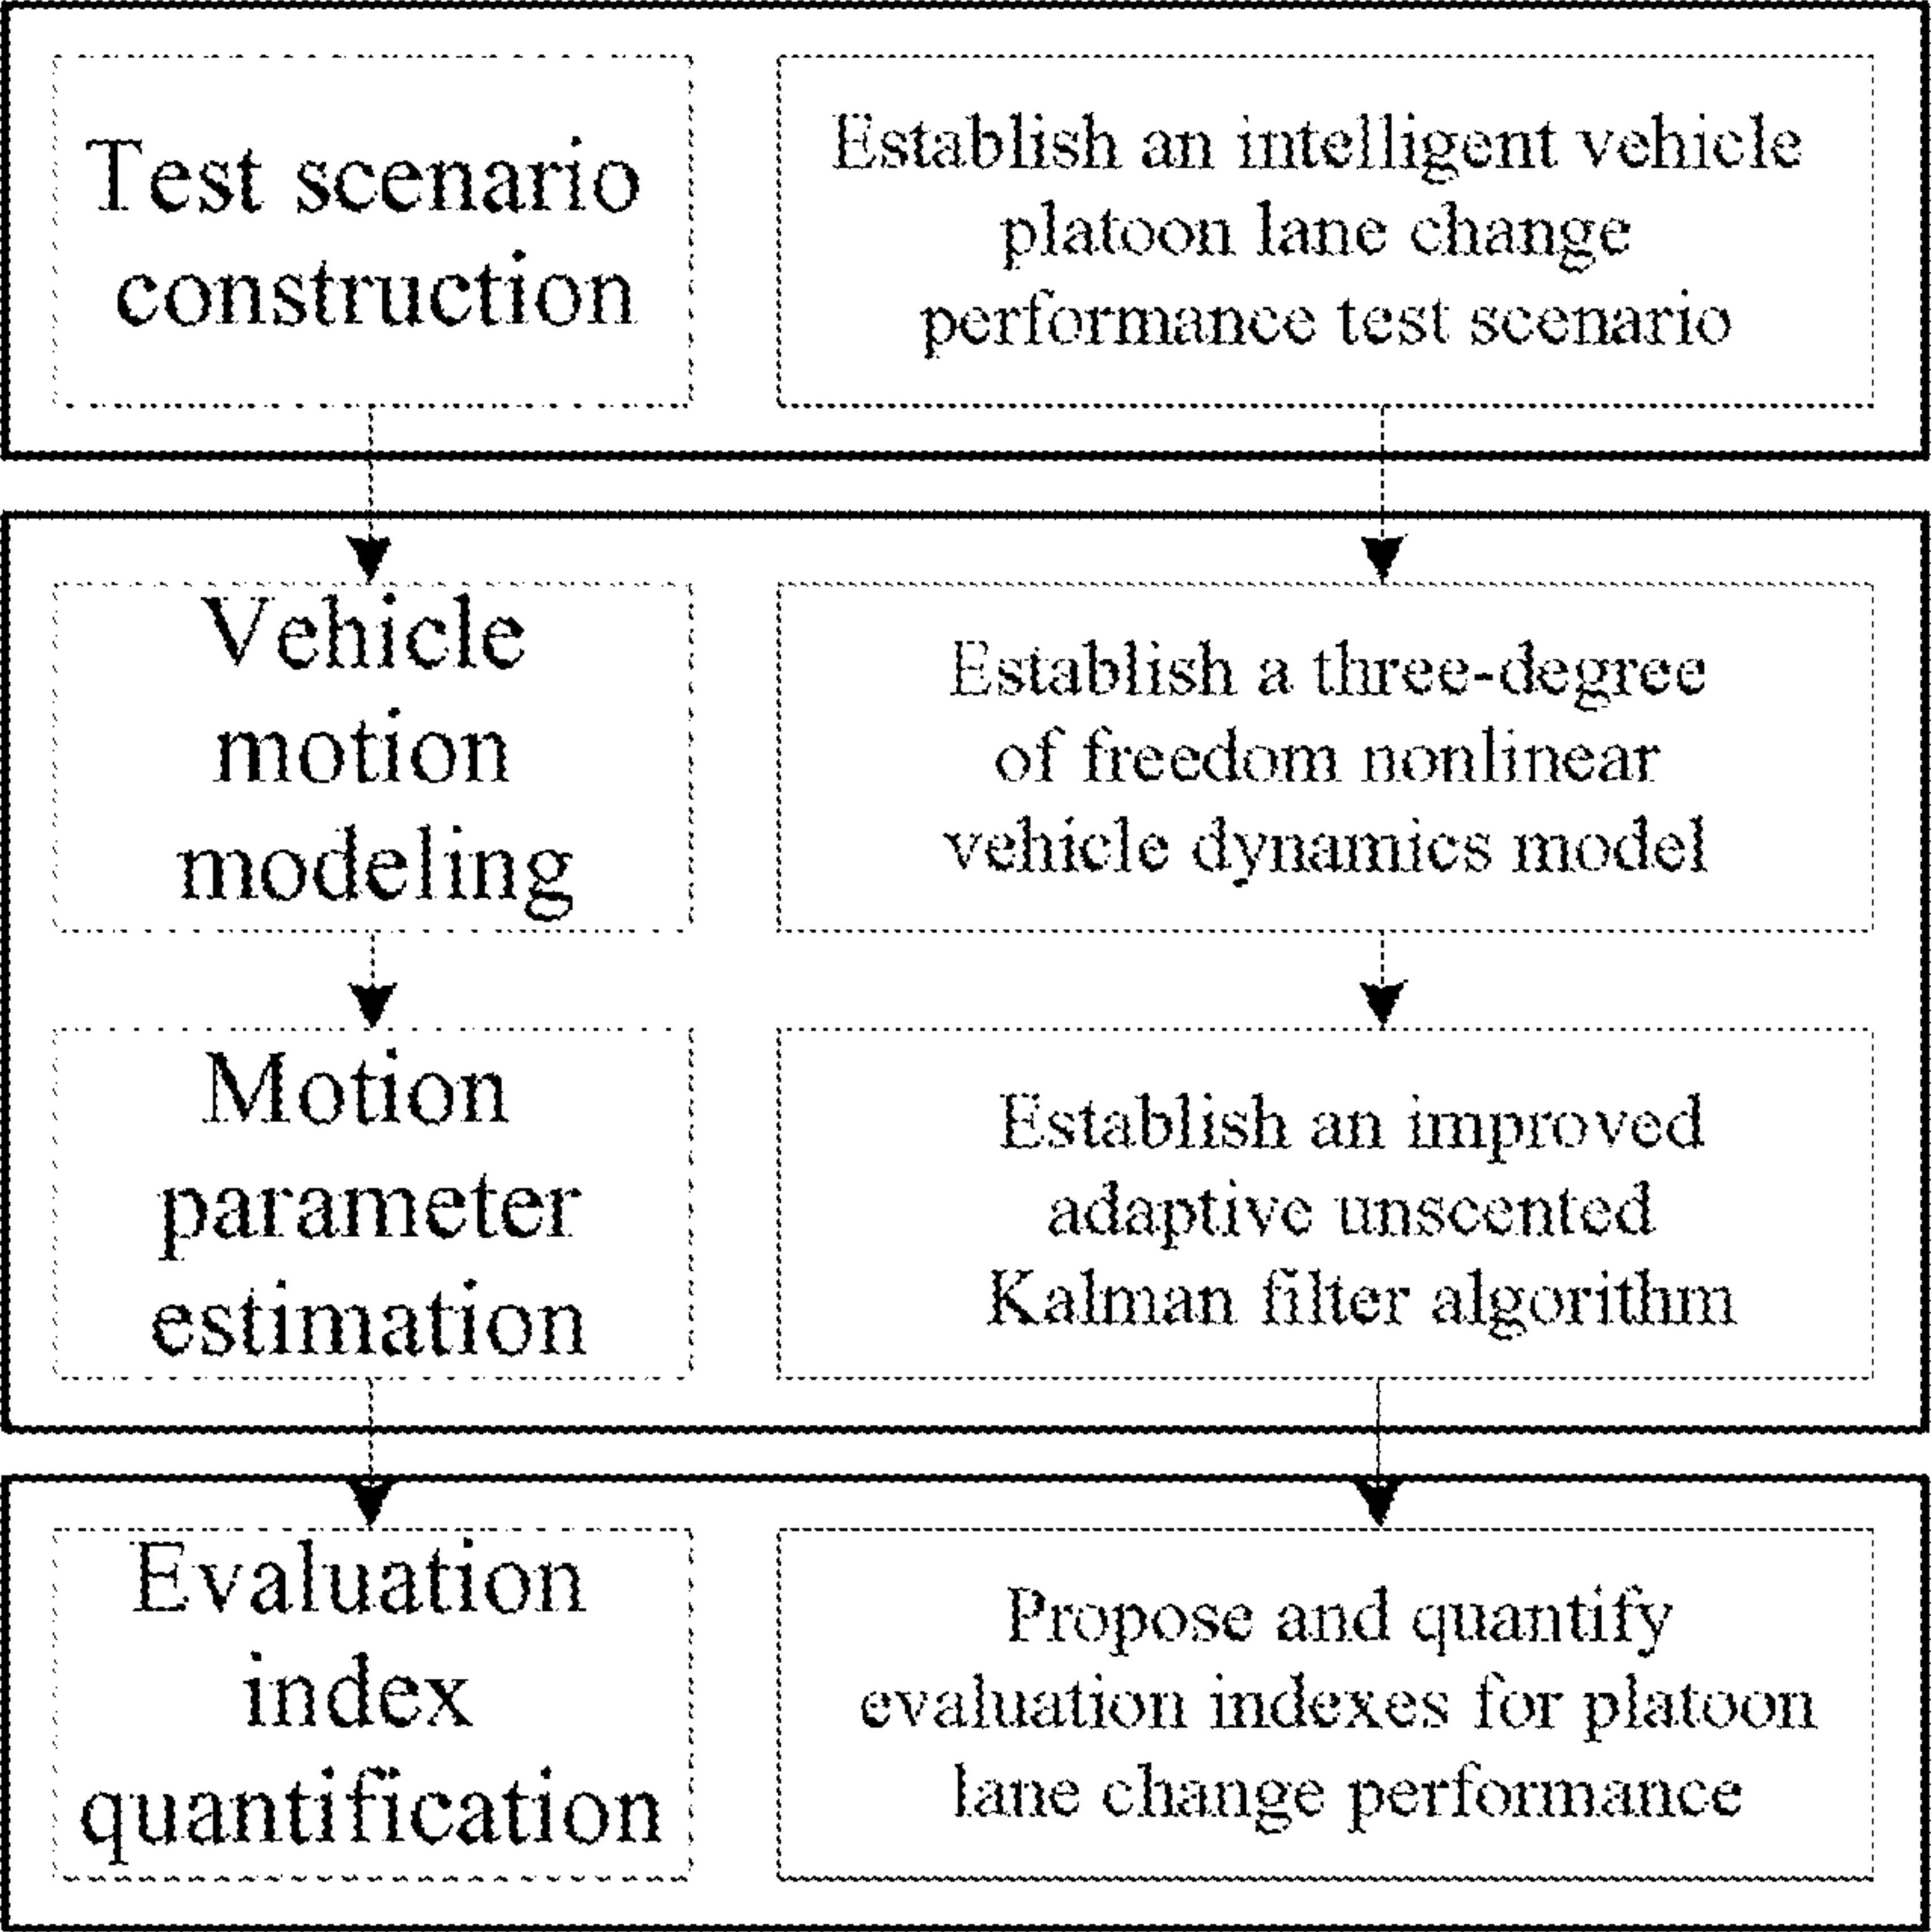 Test scenario
construction
Establish an intelligent vehicle
platoon lane change
performance test scenario
Vehicle
motion
modeling
Establish a three-degree
of freedom nonlinear
vehicle dynamics model
Motion
parameter
estimation
Establish an improved
adaptive unscented
Kalman filter algorithm
Evaluation
index
quantification
Propose and quantify
evaluation indexes for platoon
lane change performance